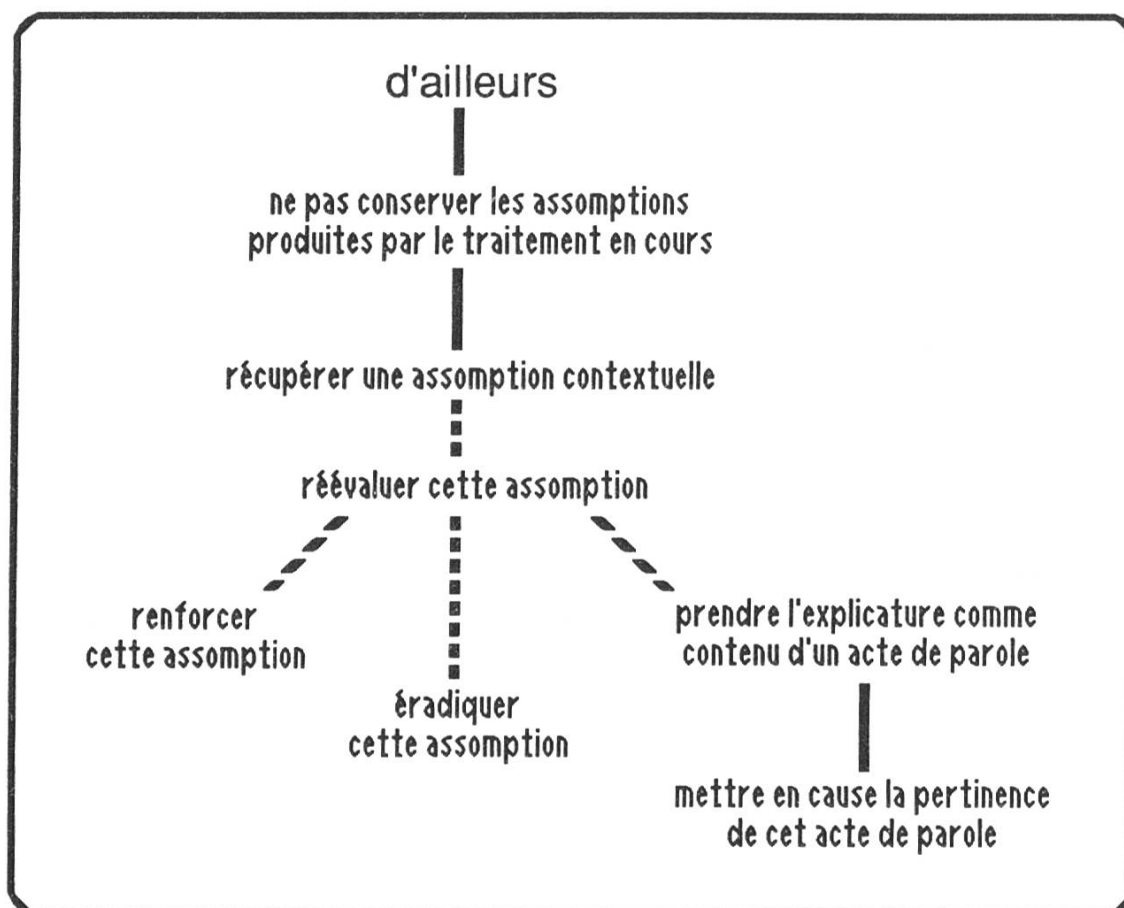 d'ailleurs
ne pas conserver les assomptions
produites par le traitement en cours
récupérer une assomption contextuelle
réévaluer cette assomption
renforcer
cette assomption
prendre l'explicature comme
contenu d'un acte de parole
éradiquer
cette assomption
mettre en cause la pertinence
de cet acte de parole